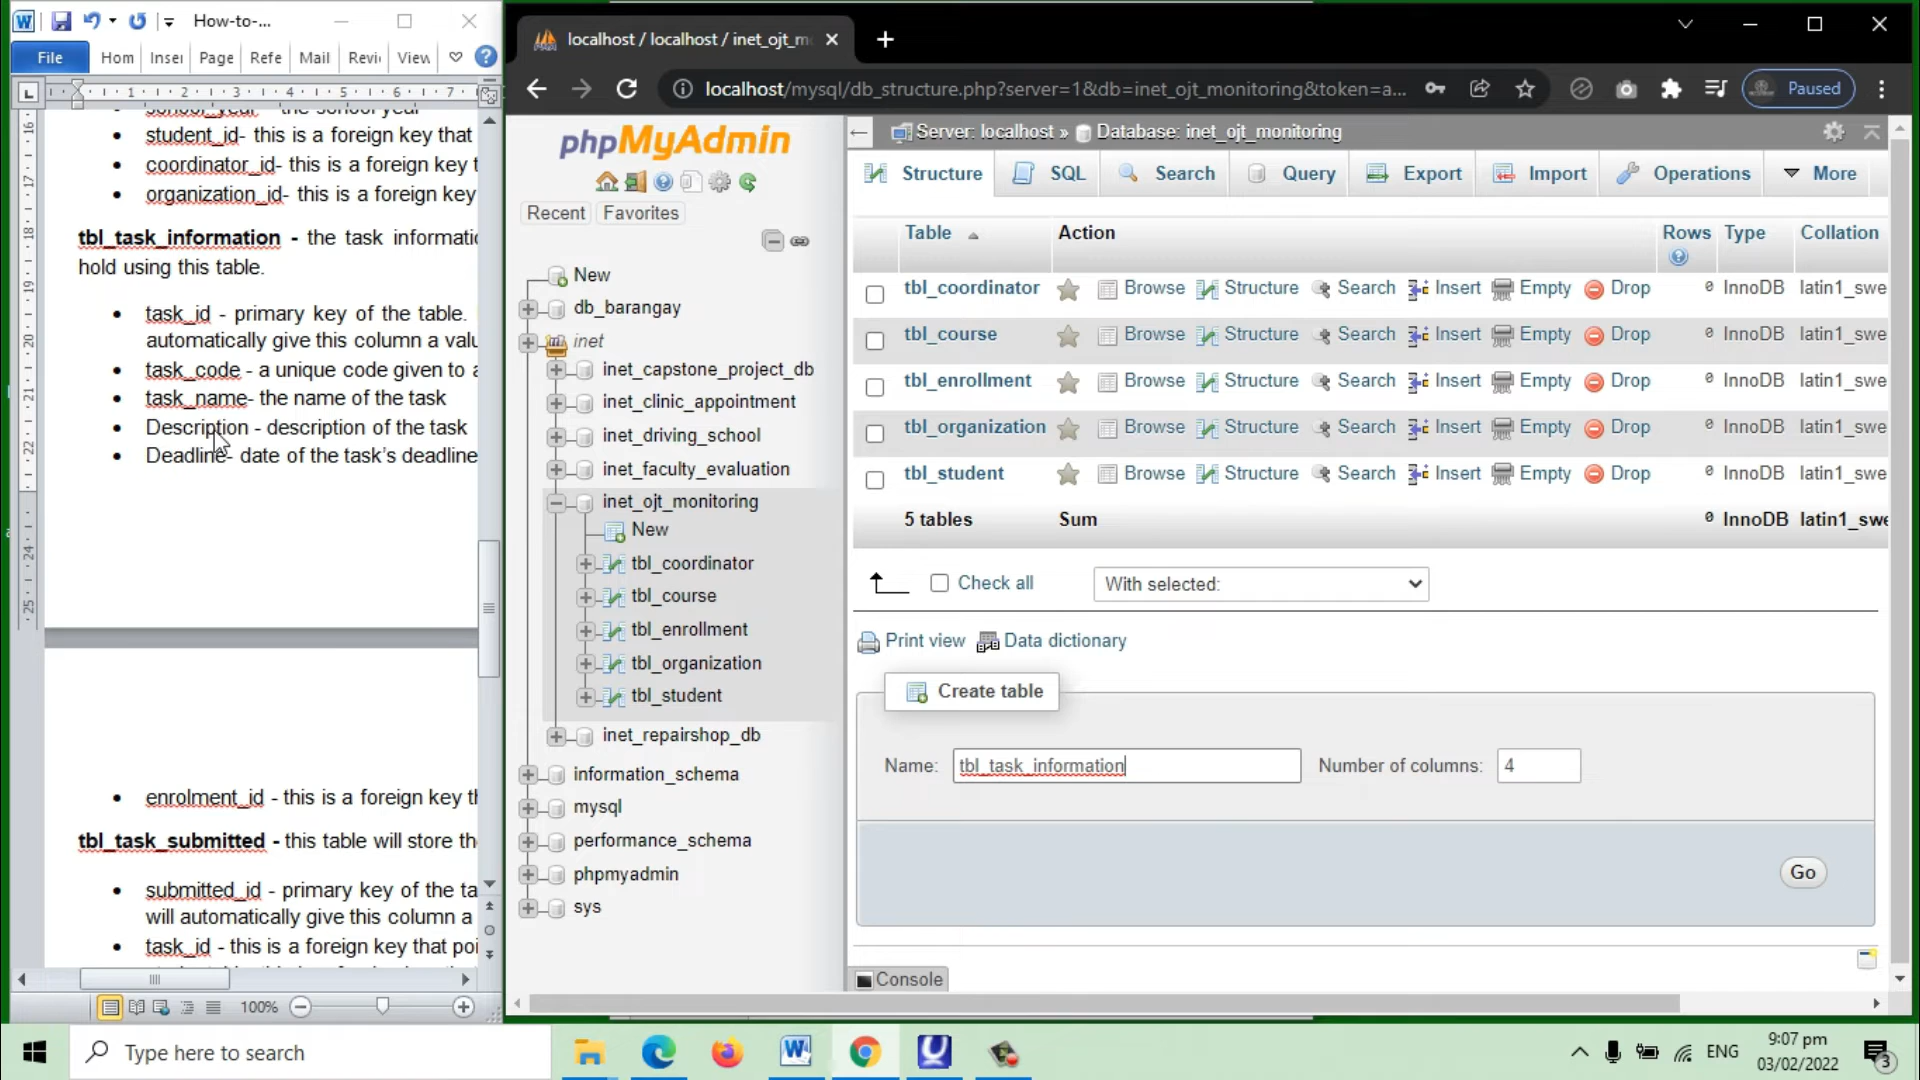 How-to-...
File Hom Inser Page Refe Mail Revi View
school_year - the school year
student_id- this is a foreign key that
coordinator_id- this is a foreign key t
organization_id- this is a foreign key
tbl_task_information - the task informatic
hold using this table.
task_id - primary key of the table.
automatically give this column a valu
task_code - a unique code given to a
task_name- the name of the task
Description - description of the task
Deadline- date of the task's deadline
enrolment_id - this is a foreign key th
tbl_task_submitted - this table will store the
submitted_id - primary key of the ta
will automatically give this column a
task_id - this is a foreign key that poi
100%
localhost / localhost / inet_ojt_m
localhost/mysql/db_structure.php?server=1&db=inet_ojt_monitoring&token=a...
Paused
phpMyAdmin
Recent Favorites
New
db_barangay
inet
inet_capstone_project_db
inet_clinic_appointment
inet_driving_school
inet_faculty_evaluation
inet_ojt_monitoring
New
tbl_coordinator
tbl_course
tbl_enrollment
tbl_organization
tbl_student
inet_repairshop_db
information_schema
mysql
performance_schema
phpmyadmin
sys
Server: localhost » Database: inet_ojt_monitoring
Structure SQL Search Query Export Import Operations More
Table Action Rows Type Collation
tbl_coordinator Browse Structure Search Insert Empty Drop 0 InnoDB latin1_swe
tbl_course Browse Structure Search Insert Empty Drop 0 InnoDB latin1_swe
tbl_enrollment Browse Structure Search Insert Empty Drop 0 InnoDB latin1_swe
tbl_organization Browse Structure Search Insert Empty Drop 0 InnoDB latin1_swe
tbl_student Browse Structure Search Insert Empty Drop 0 InnoDB latin1_swe
5 tables Sum 0 InnoDB latin1_swe
Check all With selected:
Print view Data dictionary
Create table
Name: tbl_task_information Number of columns: 4
Go
Console
Type here to search
ENG
9:07 pm
03/02/2022
3